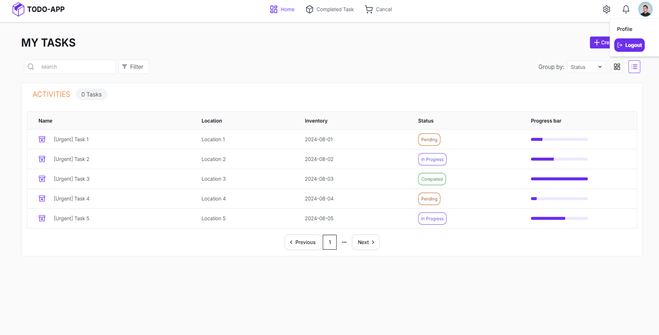 TODO-APP
Home
Completed Task
Cancel
Profile
Logout
MY TASKS
search
Filter
Group by:
Status
ACTIVITIES
0 Tasks
Name Location Inventory Status Progress bar
[Urgent] Task 1 Location 1 2024-08-01 Pending
[Urgent] Task 2 Location 2 2024-08-02 In Progress
[Urgent] Task 3 Location 3 2024-08-03 Completed
[Urgent] Task 4 Location 4 2024-08-04 Pending
[Urgent] Task 5 Location 5 2024-08-05 In Progress
Previous
1
Next